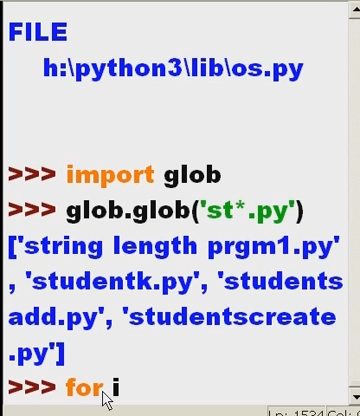 FILE
h:\python3\lib\os.py
>>> import glob
>>> glob.glob('st*.py')
['string length prgm1.py'
, 'studentk.py', 'students
add.py', 'studentscreate
.py']
>>> for i